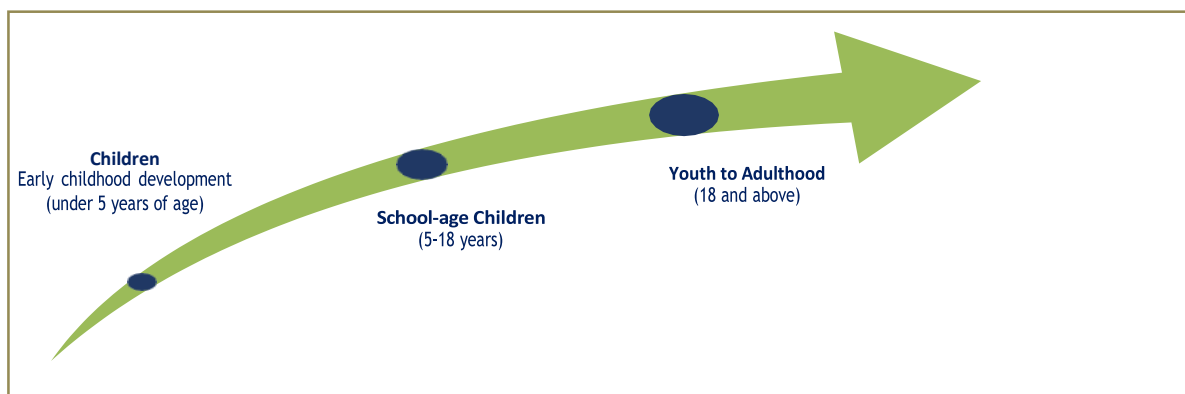 Children
Early childhood development
(under 5 years of age)
School-age Children
(5-18 years)
Youth to Adulthood
(18 and above)